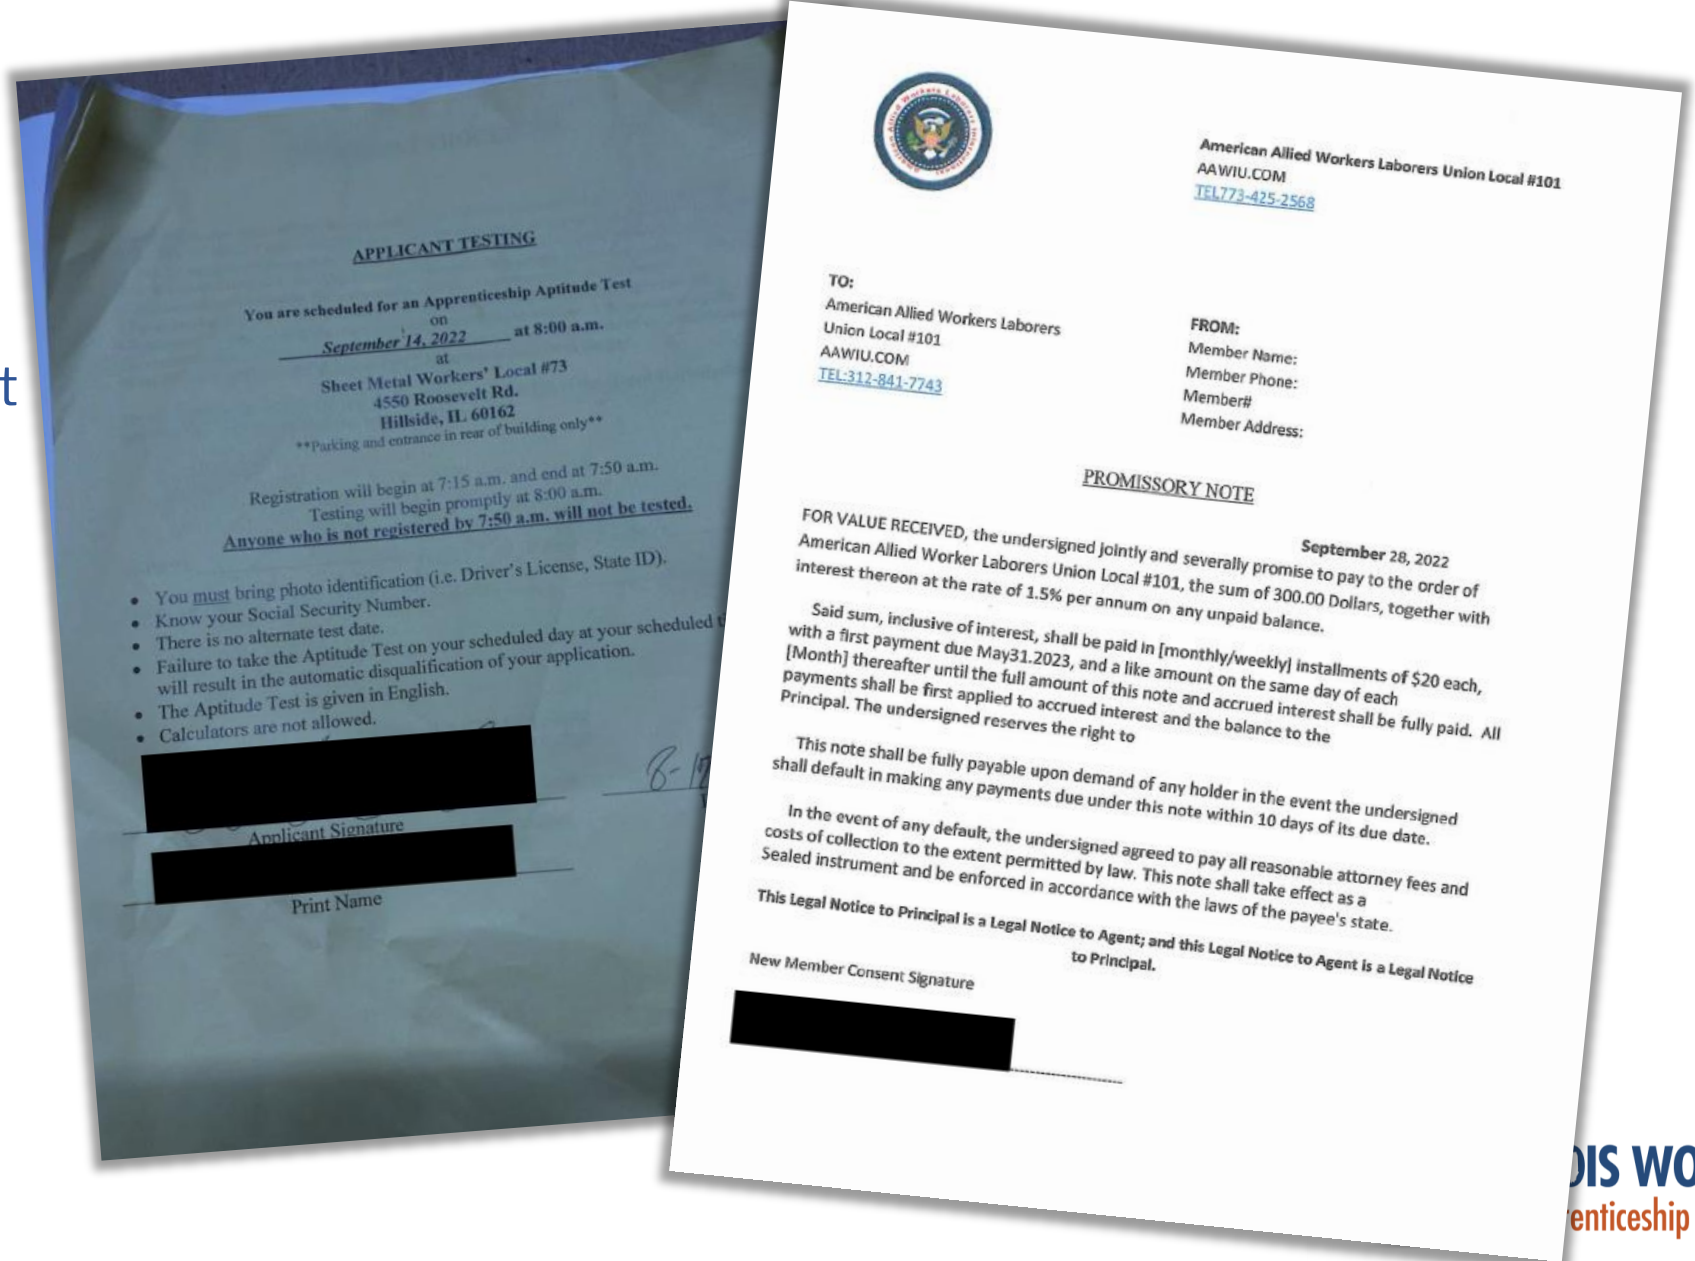 t
APPLICANT TESTING
You are scheduled for an Apprenticeship Aptitude Test
on
September 14, 2022 at 8:00 a.m.
at
Sheet Metal Workers' Local #73
4550 Roosevelt Rd.
Hillside, IL 60162
**Parking and entrance in rear of building only**
Registration will begin at 7:15 a.m. and end at 7:50 a.m.
Testing will begin promptly at 8:00 a.m.
Anyone who is not registered by 7:50 a.m. will not be tested.
• You must bring photo identification (i.e. Driver's License, State ID).
• Know your Social Security Number.
• There is no alternate test date.
• Failure to take the Aptitude Test on your scheduled day at your scheduled
will result in the automatic disqualification of your application.
• The Aptitude Test is given in English.
• Calculators are not allowed.
8-
Applicant Signature
Print Name
American Allied Workers Laborers Union Local #101
AAWIU.COM
TEL773-425-2568
TO:
American Allied Workers Laborers
Union Local #101
AAWIU.COM
TEL:312-841-7743
FROM:
Member Name:
Member Phone:
Member#
Member Address:
PROMISSORY NOTE
September 28, 2022
FOR VALUE RECEIVED, the undersigned jointly and severally promise to pay to the order of
American Allied Worker Laborers Union Local #101, the sum of 300.00 Dollars, together with
interest thereon at the rate of 1.5% per annum on any unpaid balance.
Said sum, inclusive of interest, shall be paid in [monthly/weekly] installments of $20 each,
with a first payment due May31.2023, and a like amount on the same day of each
[Month] thereafter until the full amount of this note and accrued interest shall be fully paid. All
payments shall be first applied to accrued interest and the balance to the
Principal. The undersigned reserves the right to
This note shall be fully payable upon demand of any holder in the event the undersigned
shall default in making any payments due under this note within 10 days of its due date.
In the event of any default, the undersigned agreed to pay all reasonable attorney fees and
costs of collection to the extent permitted by law. This note shall take effect as a
Sealed instrument and be enforced in accordance with the laws of the payee's state.
This Legal Notice to Principal is a Legal Notice to Agent; and this Legal Notice to Agent is a Legal Notice
to Principal.
New Member Consent Signature
OIS WO
enticeship